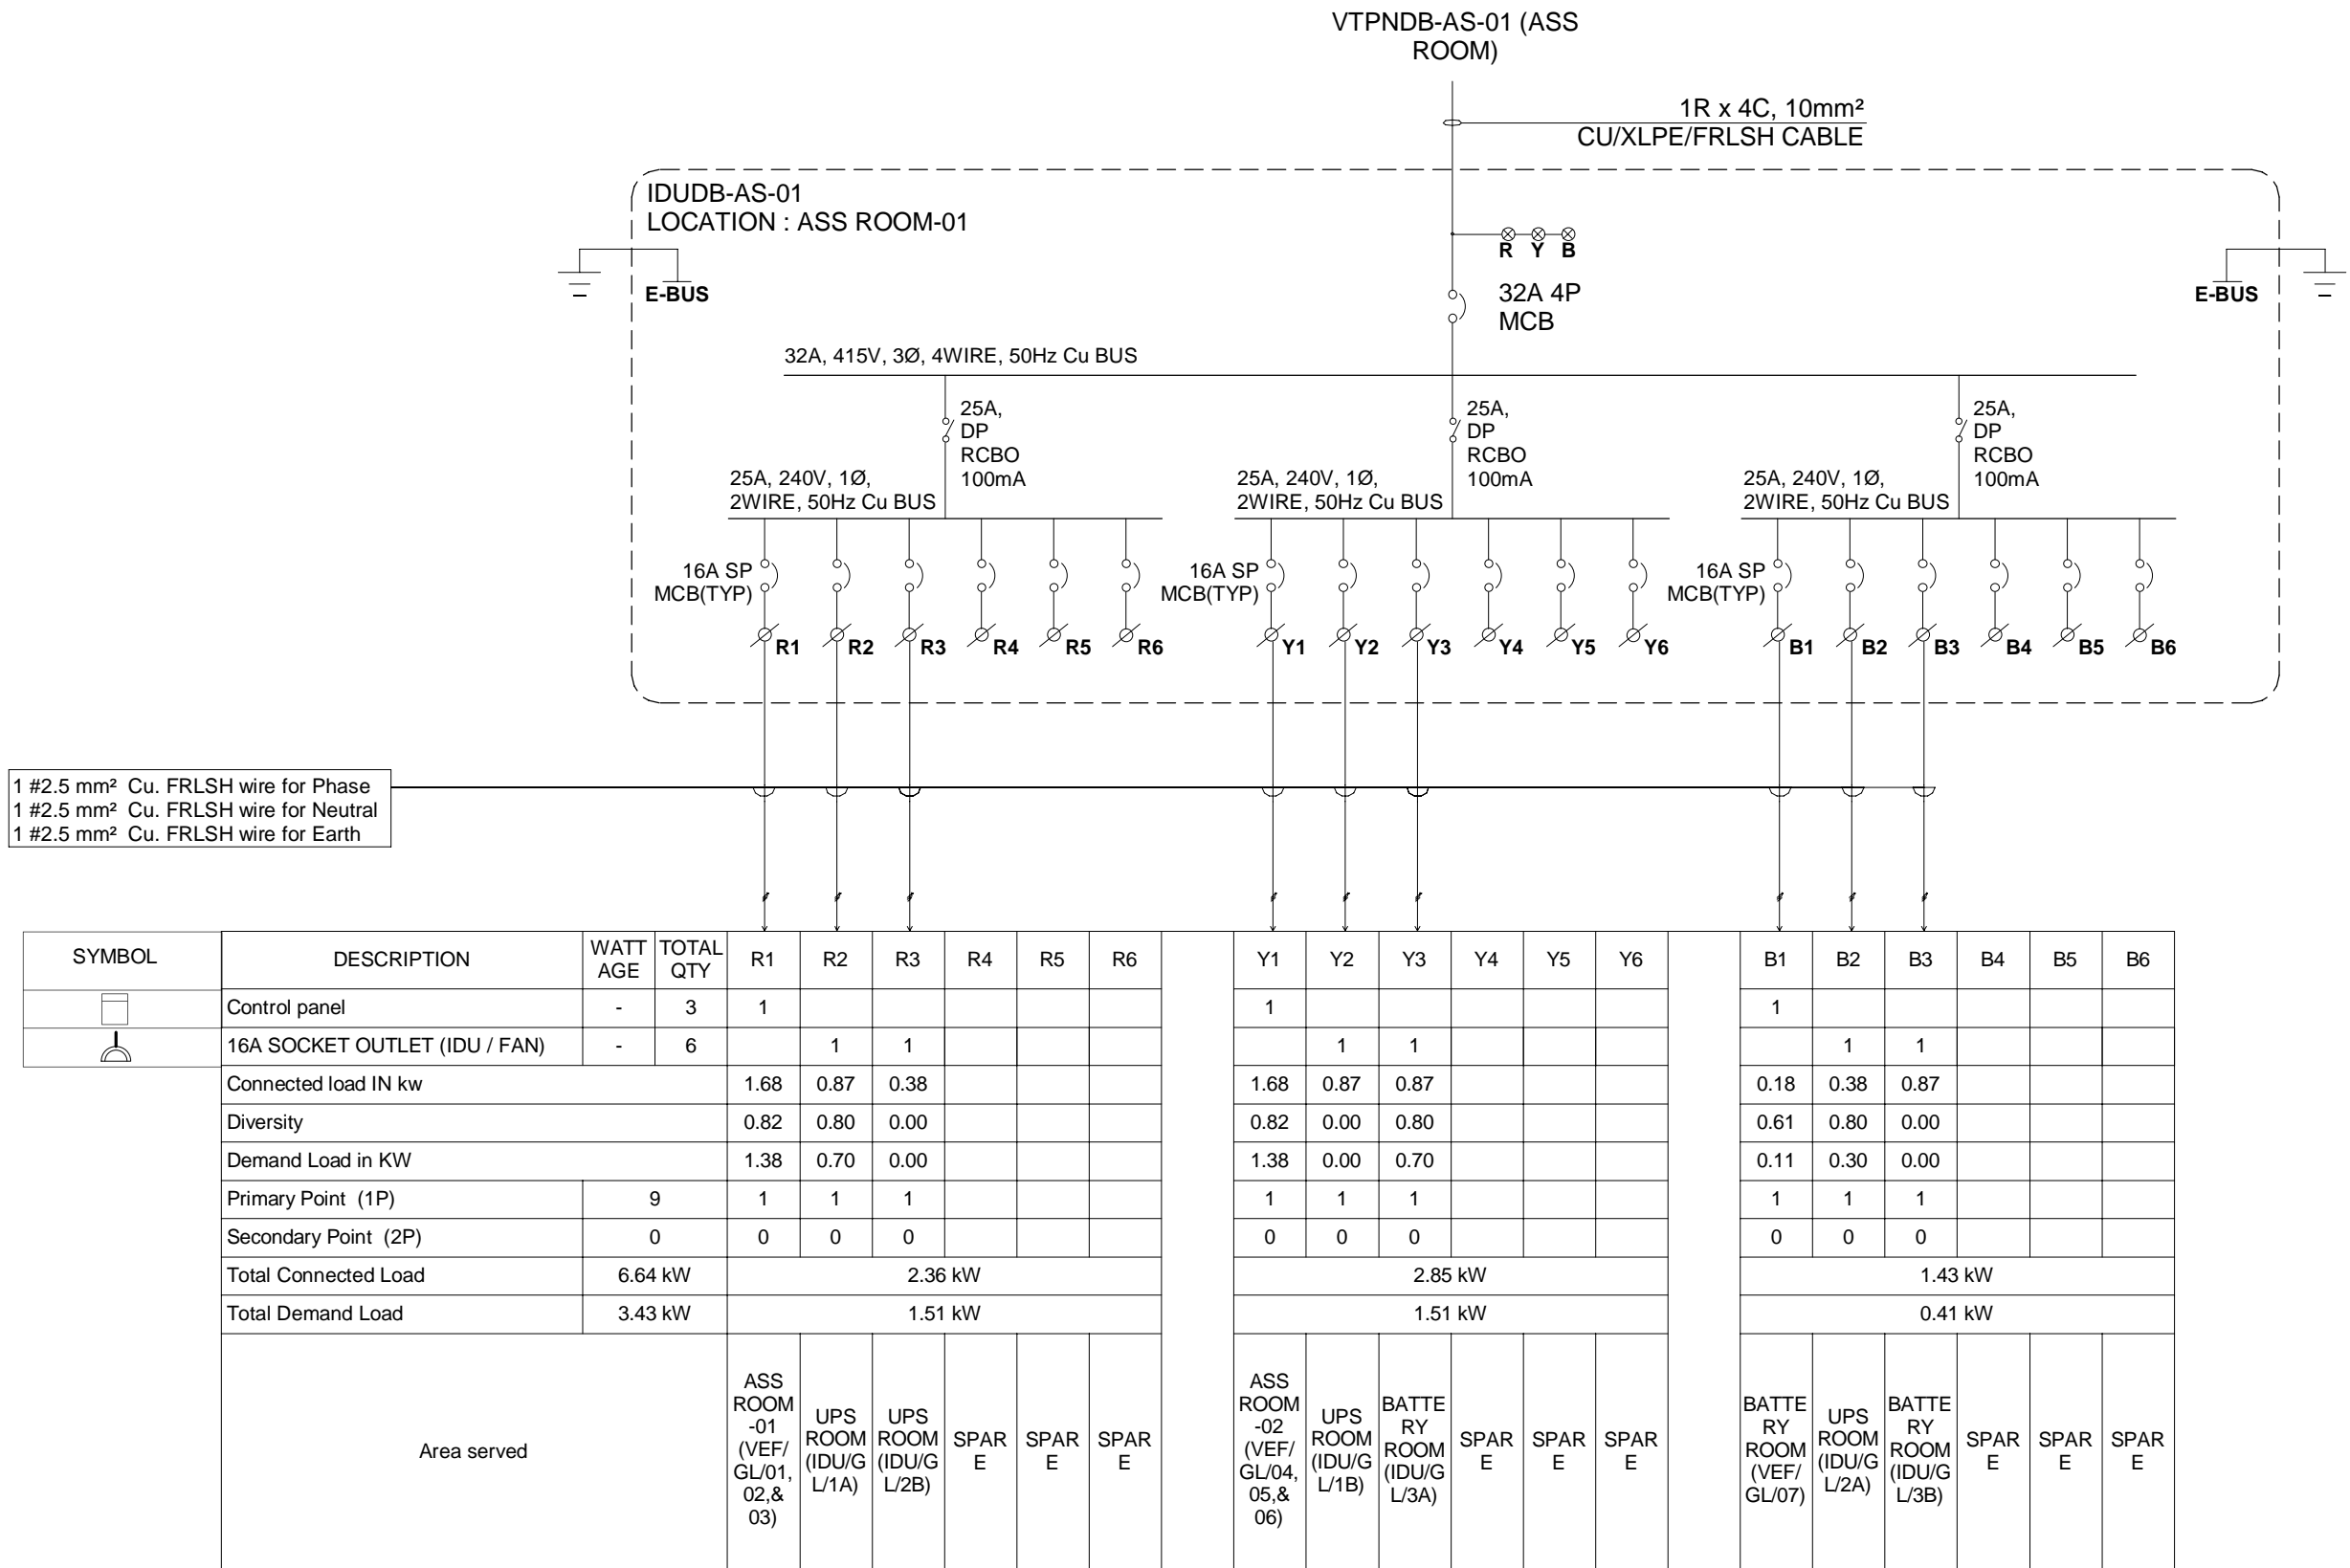 VTPNDB-AS-01 (ASS
ROOM)
1R x 4C, 10mm²
CU/XLPE/FRLSH CABLE
IDUDB-AS-01
LOCATION : ASS ROOM-01
E-BUS
R Y B
E-BUS
32A 4P
MCB
32A, 415V, 3Ø, 4WIRE, 50Hz Cu BUS
25A,
DP
RCBO
100mA
25A,
DP
RCBO
100mA
25A,
DP
RCBO
100mA
25A, 240V, 1Ø,
2WIRE, 50Hz Cu BUS
25A, 240V, 1Ø,
2WIRE, 50Hz Cu BUS
25A, 240V, 1Ø,
2WIRE, 50Hz Cu BUS
16A SP
MCB(TYP)
16A SP
MCB(TYP)
16A SP
MCB(TYP)
R1 R2 R3 R4 R5 R6 Y1 Y2 Y3 Y4 Y5 Y6 B1 B2 B3 B4 B5 B6
1 #2.5 mm² Cu. FRLSH wire for Phase
1 #2.5 mm² Cu. FRLSH wire for Neutral
1 #2.5 mm² Cu. FRLSH wire for Earth
SYMBOL DESCRIPTION WATT AGE TOTAL QTY R1 R2 R3 R4 R5 R6 Y1 Y2 Y3 Y4 Y5 Y6 B1 B2 B3 B4 B5 B6
Control panel - 3 1 1 1
16A SOCKET OUTLET (IDU / FAN) - 6 1 1 1 1 1 1
Connected load IN kw 1.68 0.87 0.38 1.68 0.87 0.87 0.18 0.38 0.87
Diversity 0.82 0.80 0.00 0.82 0.00 0.80 0.61 0.80 0.00
Demand Load in KW 1.38 0.70 0.00 1.38 0.00 0.70 0.11 0.30 0.00
Primary Point (1P) 9 1 1 1 1 1 1 1 1 1
Secondary Point (2P) 0 0 0 0 0 0 0 0 0 0
Total Connected Load 6.64 kW 2.36 kW 2.85 kW 1.43 kW
Total Demand Load 3.43 kW 1.51 kW 1.51 kW 0.41 kW
Area served
ASS
ROOM
-01
(VEF/
GL/01,
02,&
03)
UPS
ROOM
(IDU/G
L/1A)
UPS
ROOM
(IDU/G
L/2B)
SPAR
E
SPAR
E
SPAR
E
ASS
ROOM
-02
(VEF/
GL/04,
05,&
06)
UPS
ROOM
(IDU/G
L/1B)
BATTE
RY
ROOM
(IDU/G
L/3A)
SPAR
E
SPAR
E
SPAR
E
BATTE
RY
ROOM
(VEF/
GL/07)
UPS
ROOM
(IDU/G
L/2A)
BATTE
RY
ROOM
(IDU/G
L/3B)
SPAR
E
SPAR
E
SPAR
E